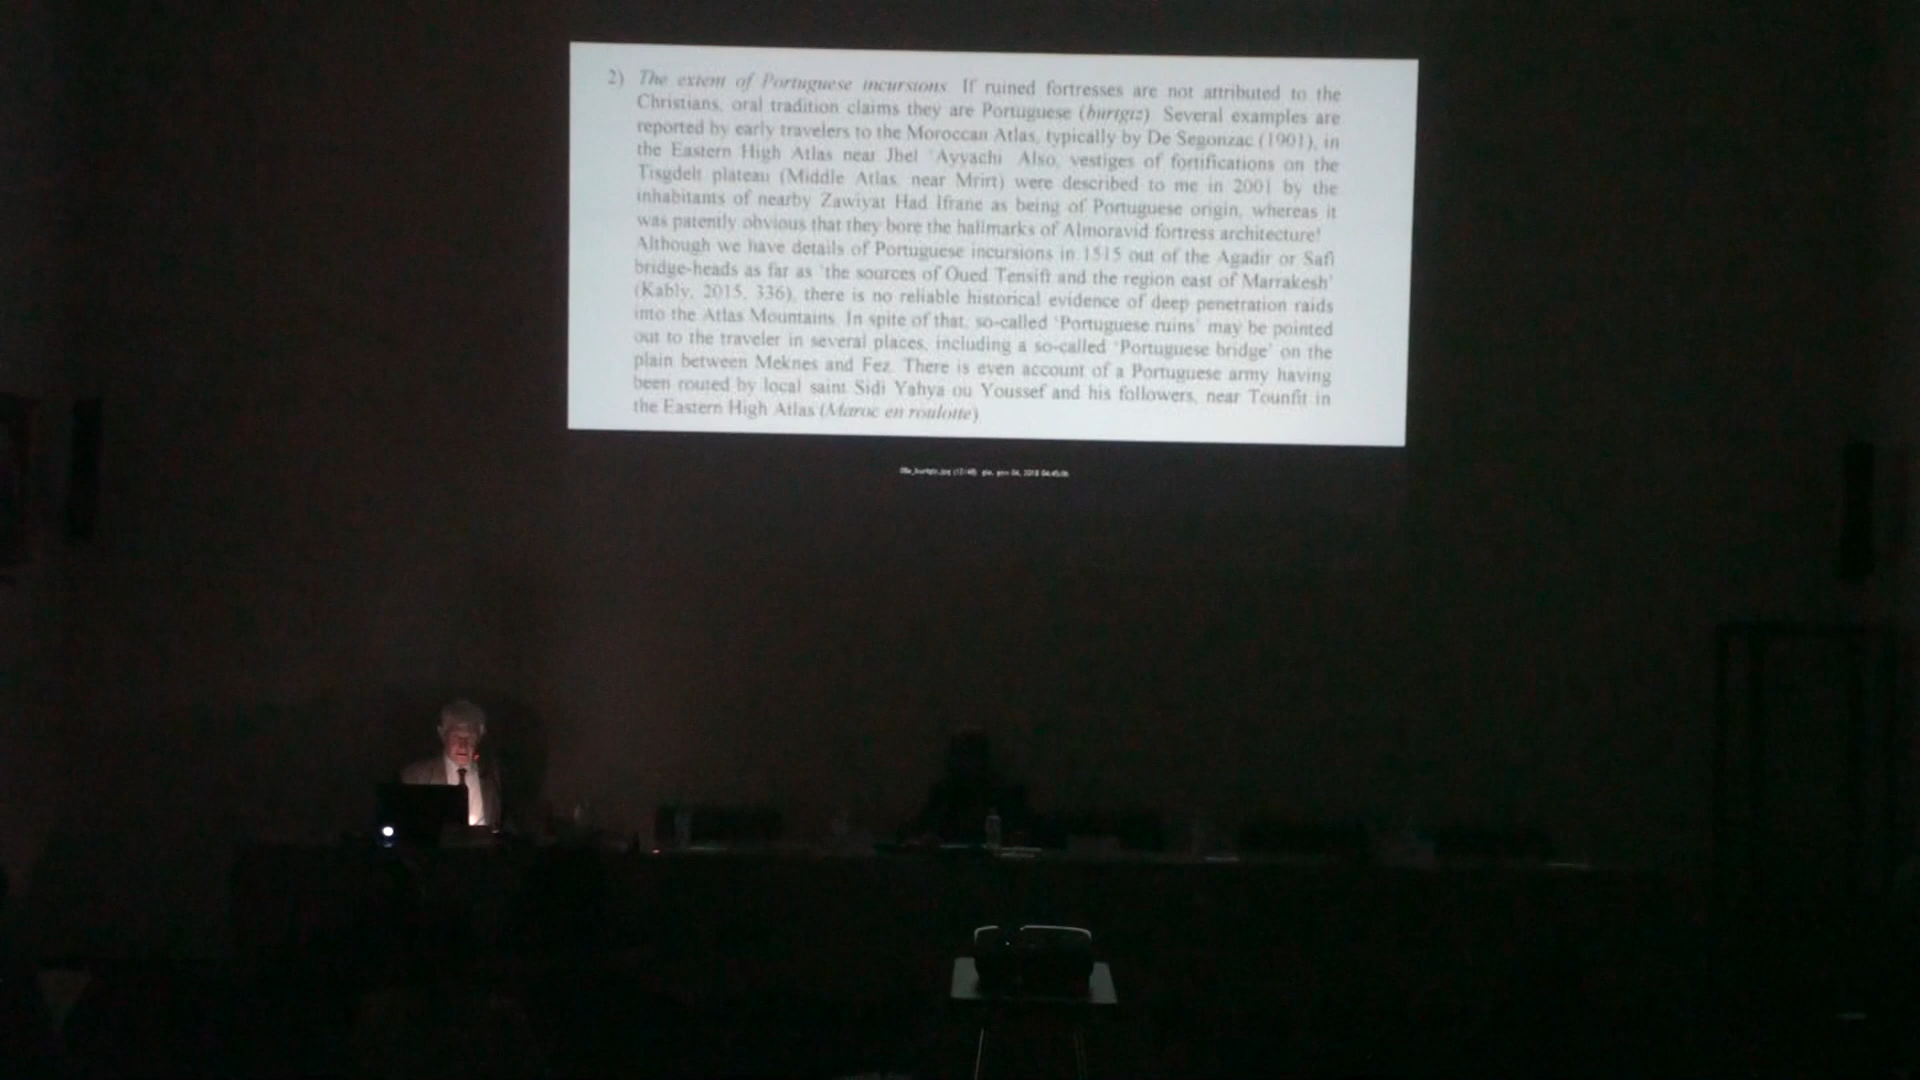 2) The extent of Portuguese incursions. If ruined fortresses are not attributed to the
Christians, oral tradition claims they are Portuguese (burtgiz). Several examples are
reported by early travelers to the Moroccan Atlas, typically by De Segonzac (1901), in
the Eastern High Atlas near Jbel 'Ayyachi. Also, vestiges of fortifications on the
Tisgdelt plateau (Middle Atlas, near Mrirt) were described to me in 2001 by the
inhabitants of nearby Zawiyat Had Ifrane as being of Portuguese origin, whereas it
was patently obvious that they bore the hallmarks of Almoravid fortress architecture!
Although we have details of Portuguese incursions in 1515 out of the Agadir or Safi
bridge-heads as far as 'the sources of Oued Tensift and the region east of Marrakesh'
(Kably, 2015, 336), there is no reliable historical evidence of deep penetration raids
into the Atlas Mountains. In spite of that, so-called 'Portuguese ruins' may be pointed
out to the traveler in several places, including a so-called 'Portuguese bridge' on the
plain between Meknes and Fez. There is even account of a Portuguese army having
been routed by local saint Sidi Yahya ou Youssef and his followers, near Tounfit in
the Eastern High Atlas (Maroc en roulotte)